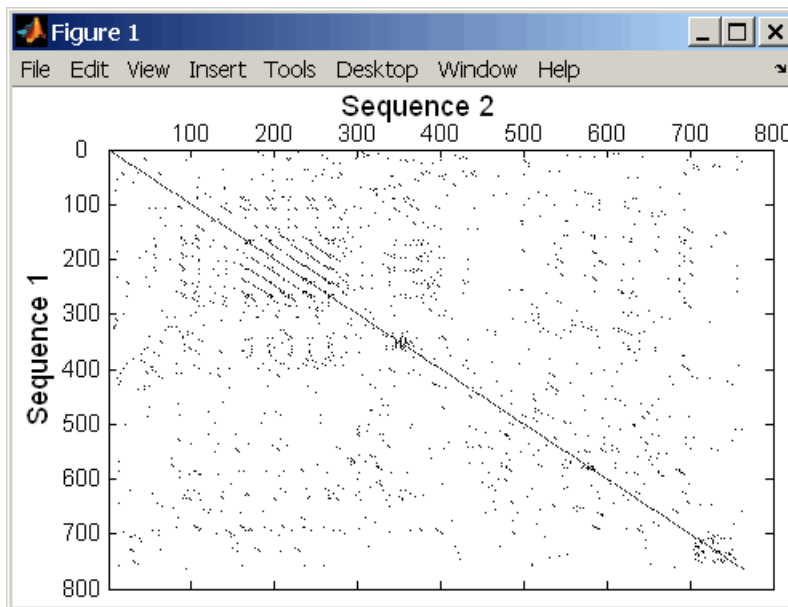 Figure 1
File Edit View Insert Tools Desktop Window Help
Sequence 2
100 200 300 400 500 600 700 800
0
100
200
300
400
500
600
700
800
Sequence 1